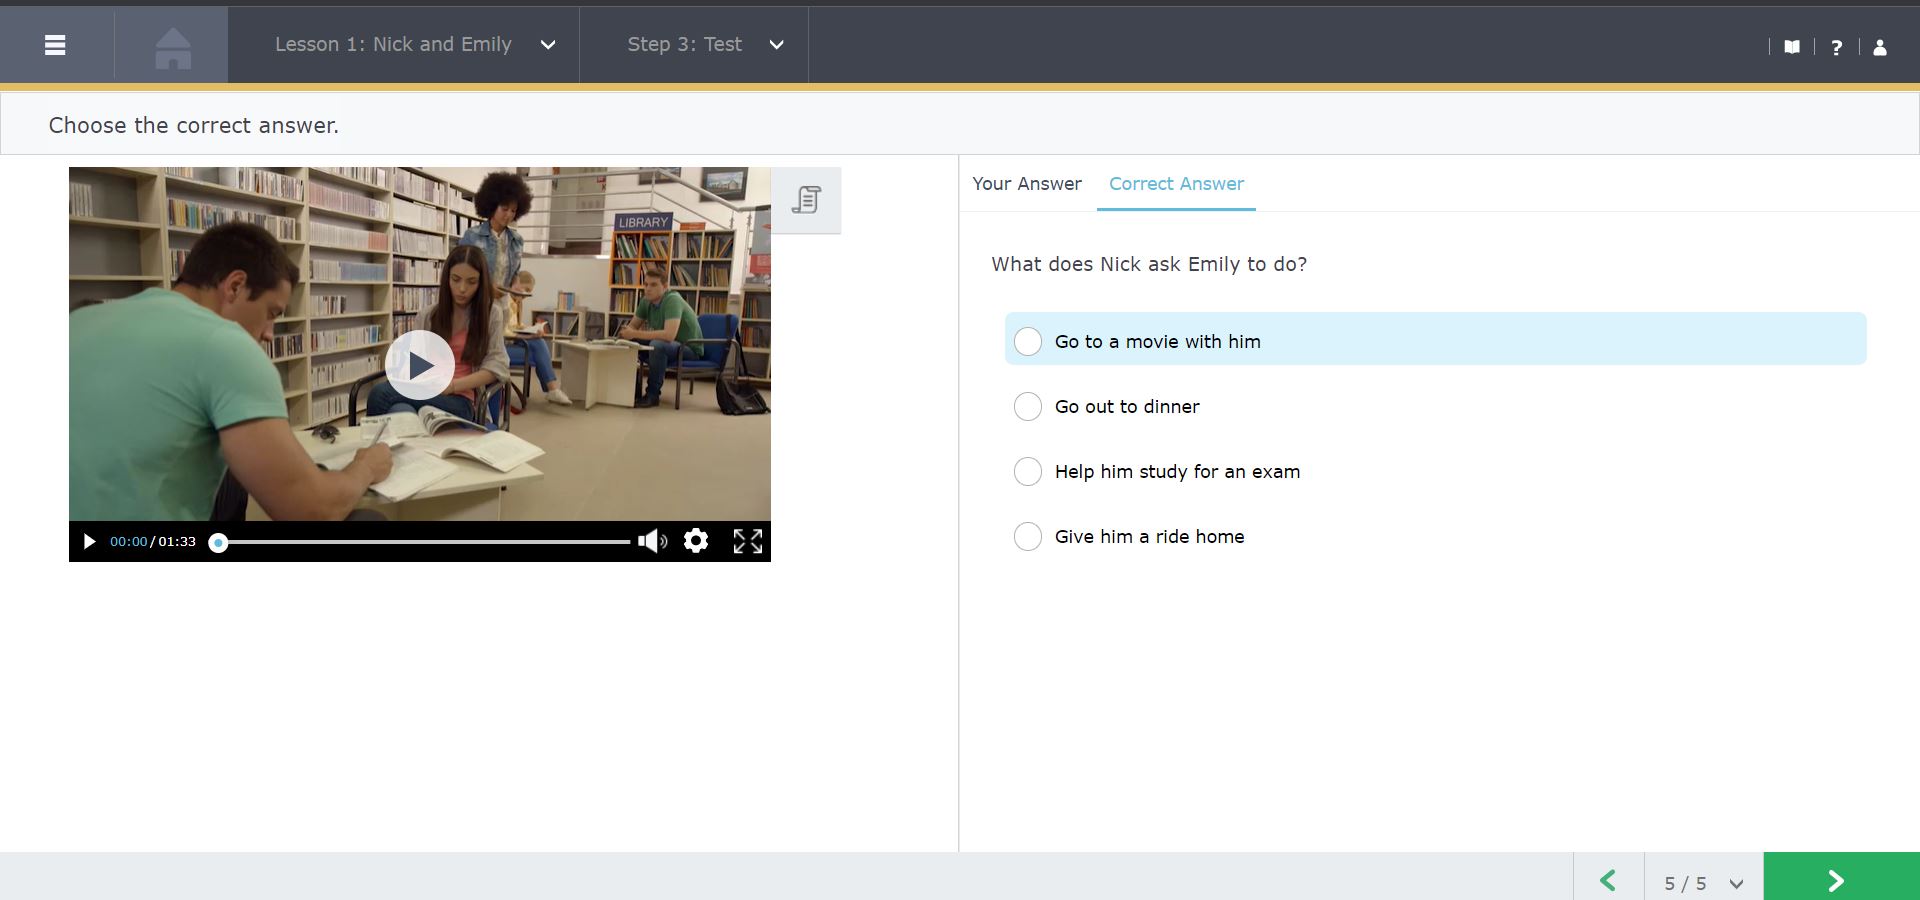 Lesson 1: Nick and Emily
Step 3: Test
?
Choose the correct answer.
LIBRARY
00:00 / 01:33
Your Answer
Correct Answer
What does Nick ask Emily to do?
Go to a movie with him
Go out to dinner
Help him study for an exam
Give him a ride home
5 / 5